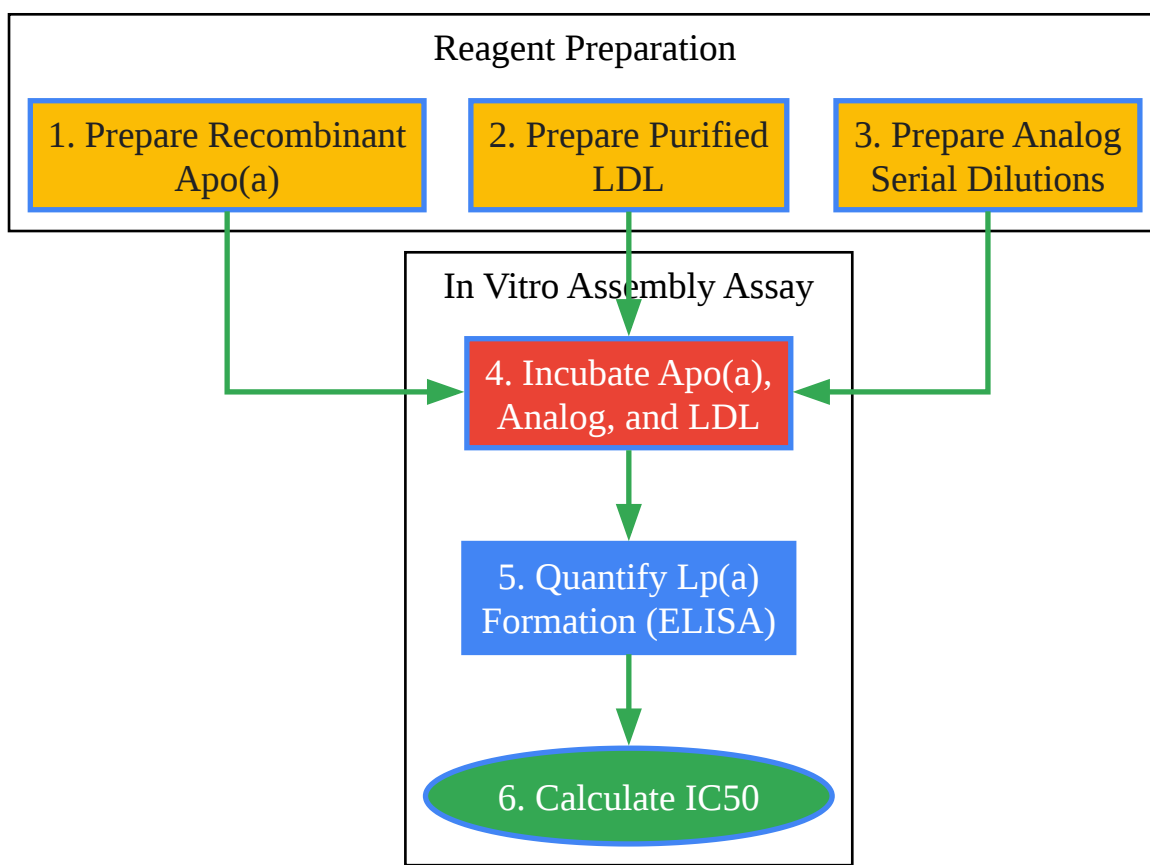 Reagent Preparation
1. Prepare Recombinant
Apo(a)
2. Prepare Purified
LDL
3. Prepare Analog
Serial Dilutions
In Vitro Assembly Assay
4. Incubate Apo(a),
Analog, and LDL
5. Quantify Lp(a)
Formation (ELISA)
6. Calculate IC50